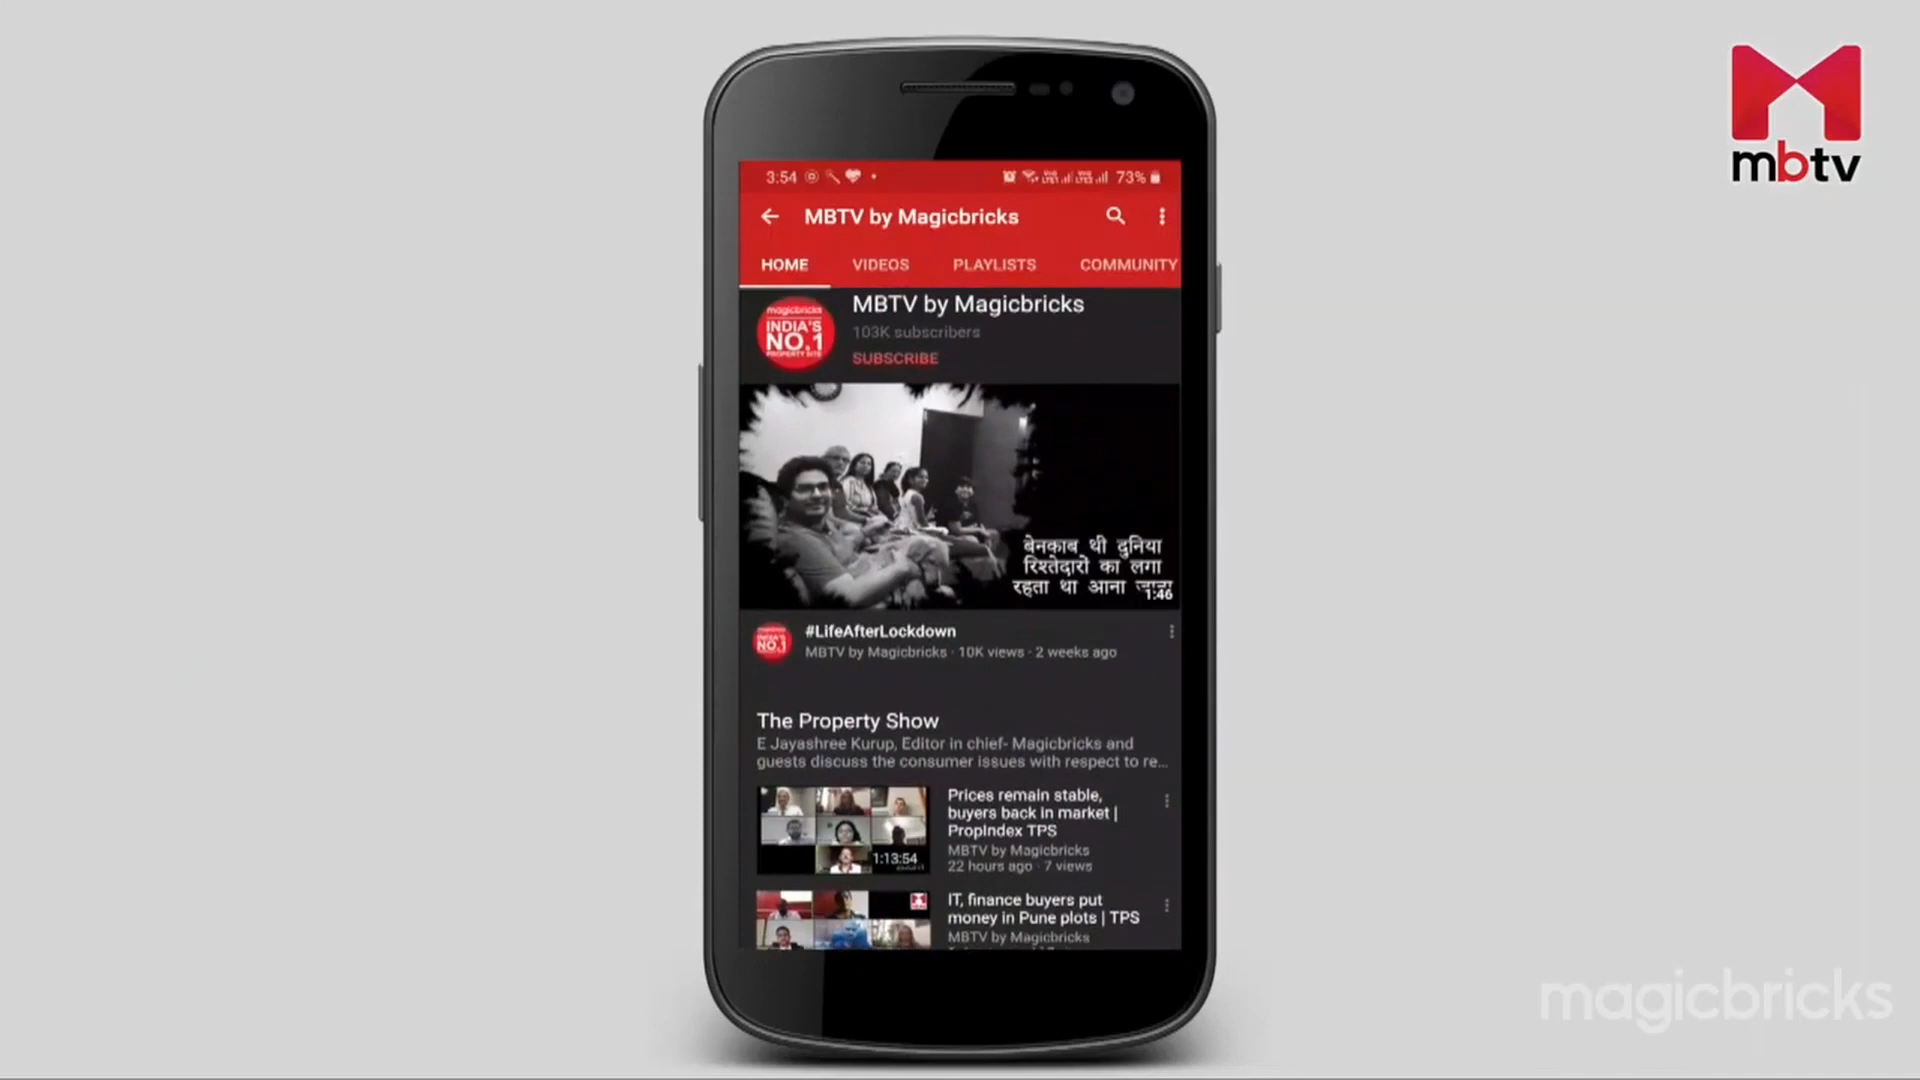 mbtv
3:54
73%
MBTV by Magicbricks
HOME VIDEOS PLAYLISTS COMMUNITY
magicbricks
INDIA'S
NO.1
PROPERTY SITE
MBTV by Magicbricks
103K subscribers
SUBSCRIBE
बेनकाब थी दुनिया
रिश्तेदारों का लगा
रहता था आना जाना
1:46
NO.1
#LifeAfterLockdown
MBTV by Magicbricks · 10K views · 2 weeks ago
The Property Show
E Jayashree Kurup, Editor in chief- Magicbricks and
guests discuss the consumer issues with respect to re...
1:13:54
Prices remain stable,
buyers back in market |
PropIndex TPS
MBTV by Magicbricks
22 hours ago · 7 views
IT, finance buyers put
money in Pune plots | TPS
MBTV by Magicbricks
magicbricks